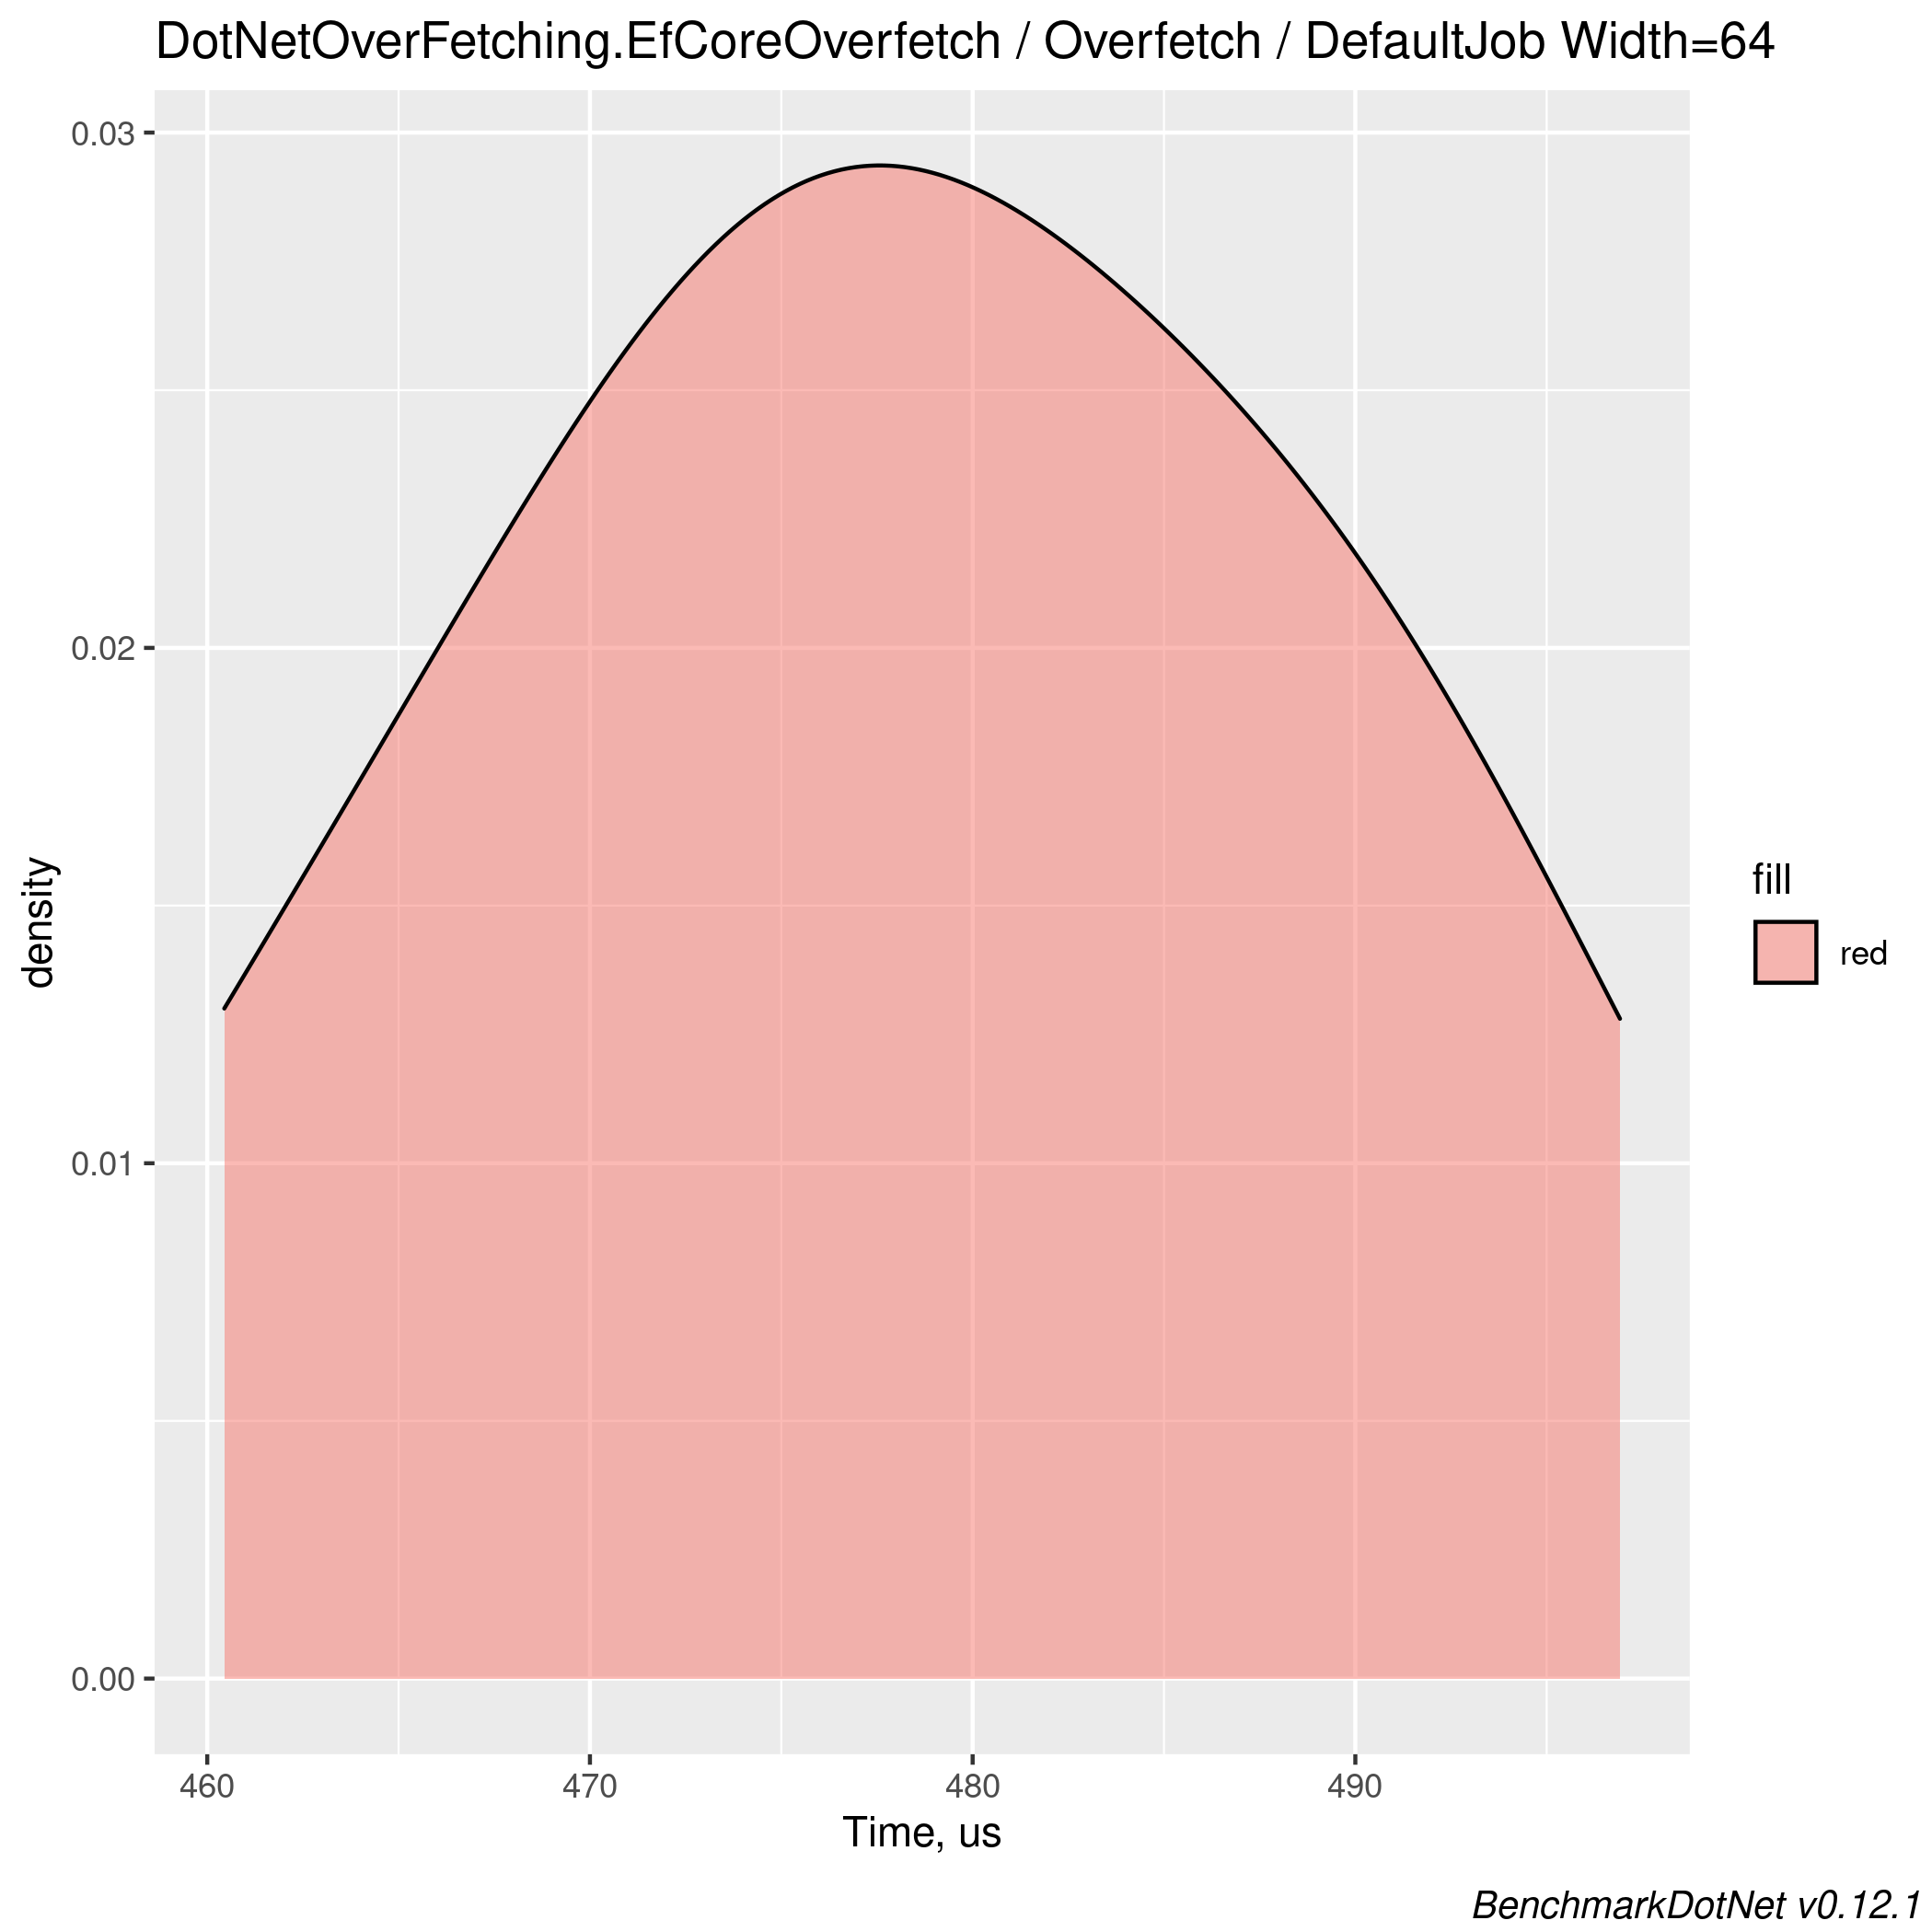 DotNetOverFetching.EfCoreOverfetch / Overfetch / DefaultJob Width=64
0.03
0.02
0.01
0.00
density
460 470 480 490
Time, us
fill
red
BenchmarkDotNet v0.12.1